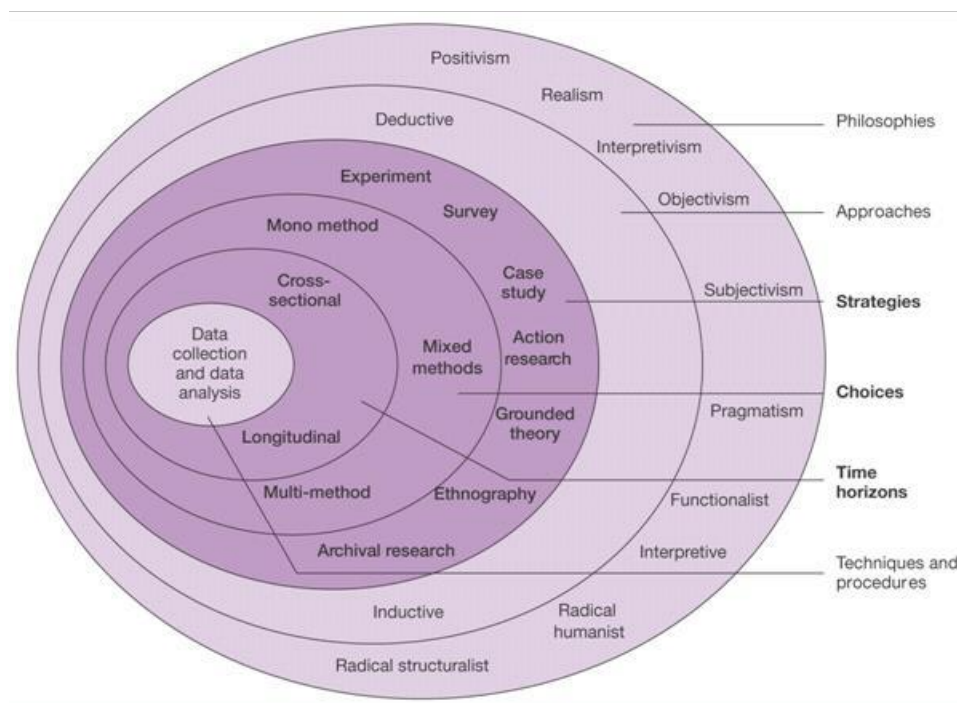 Positivism
Realism
Philosophies
Deductive
Interpretivism
Experiment
Objectivism
Survey
Approaches
Mono method
Case
study
Cross-
sectional
Subjectivism
Strategies
Data
collection
and data
analysis
Mixed
methods
Action
research
Choices
Grounded
theory
Pragmatism
Longitudinal
Time
horizons
Multi-method
Ethnography
Functionalist
Archival research
Interpretive
Techniques and
procedures
Inductive
Radical
humanist
Radical structuralist